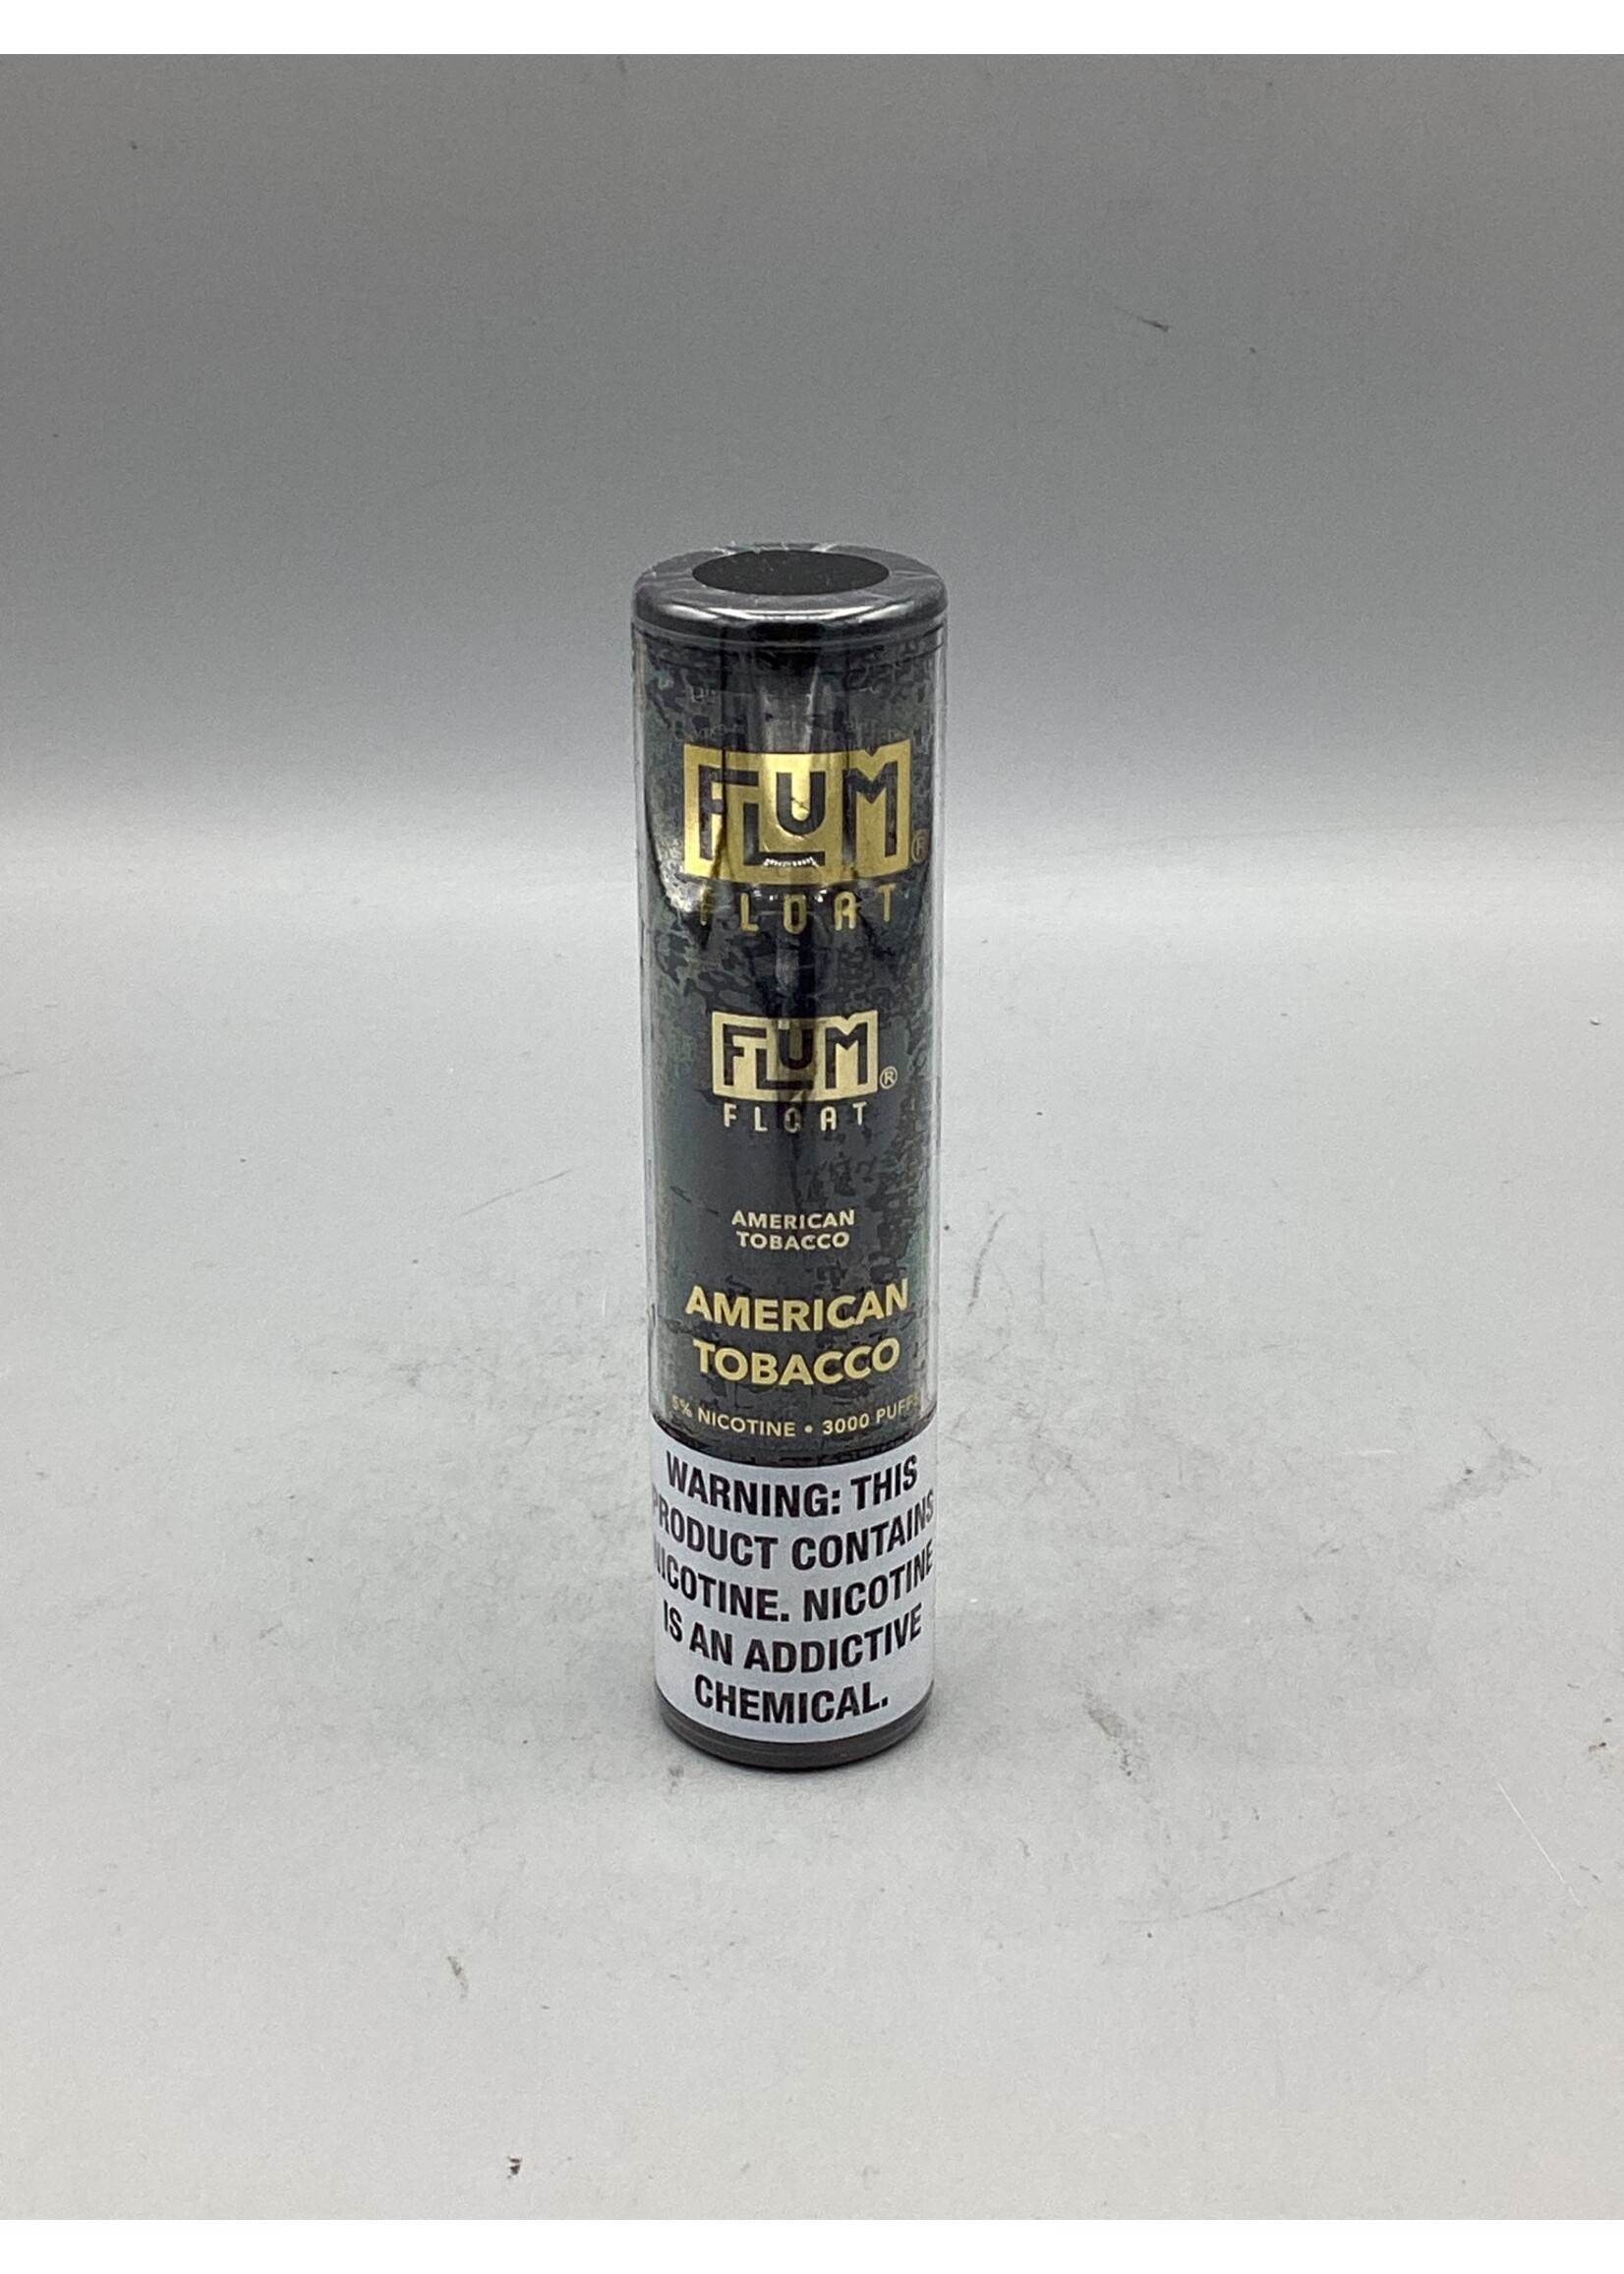 FLUM®
FLOAT
FLUM®
FLOAT
AMERICAN
TOBACCO
AMERICAN
TOBACCO
5% NICOTINE • 3000 PUFFS
WARNING: THIS
PRODUCT CONTAINS
NICOTINE. NICOTINE
IS AN ADDICTIVE
CHEMICAL.